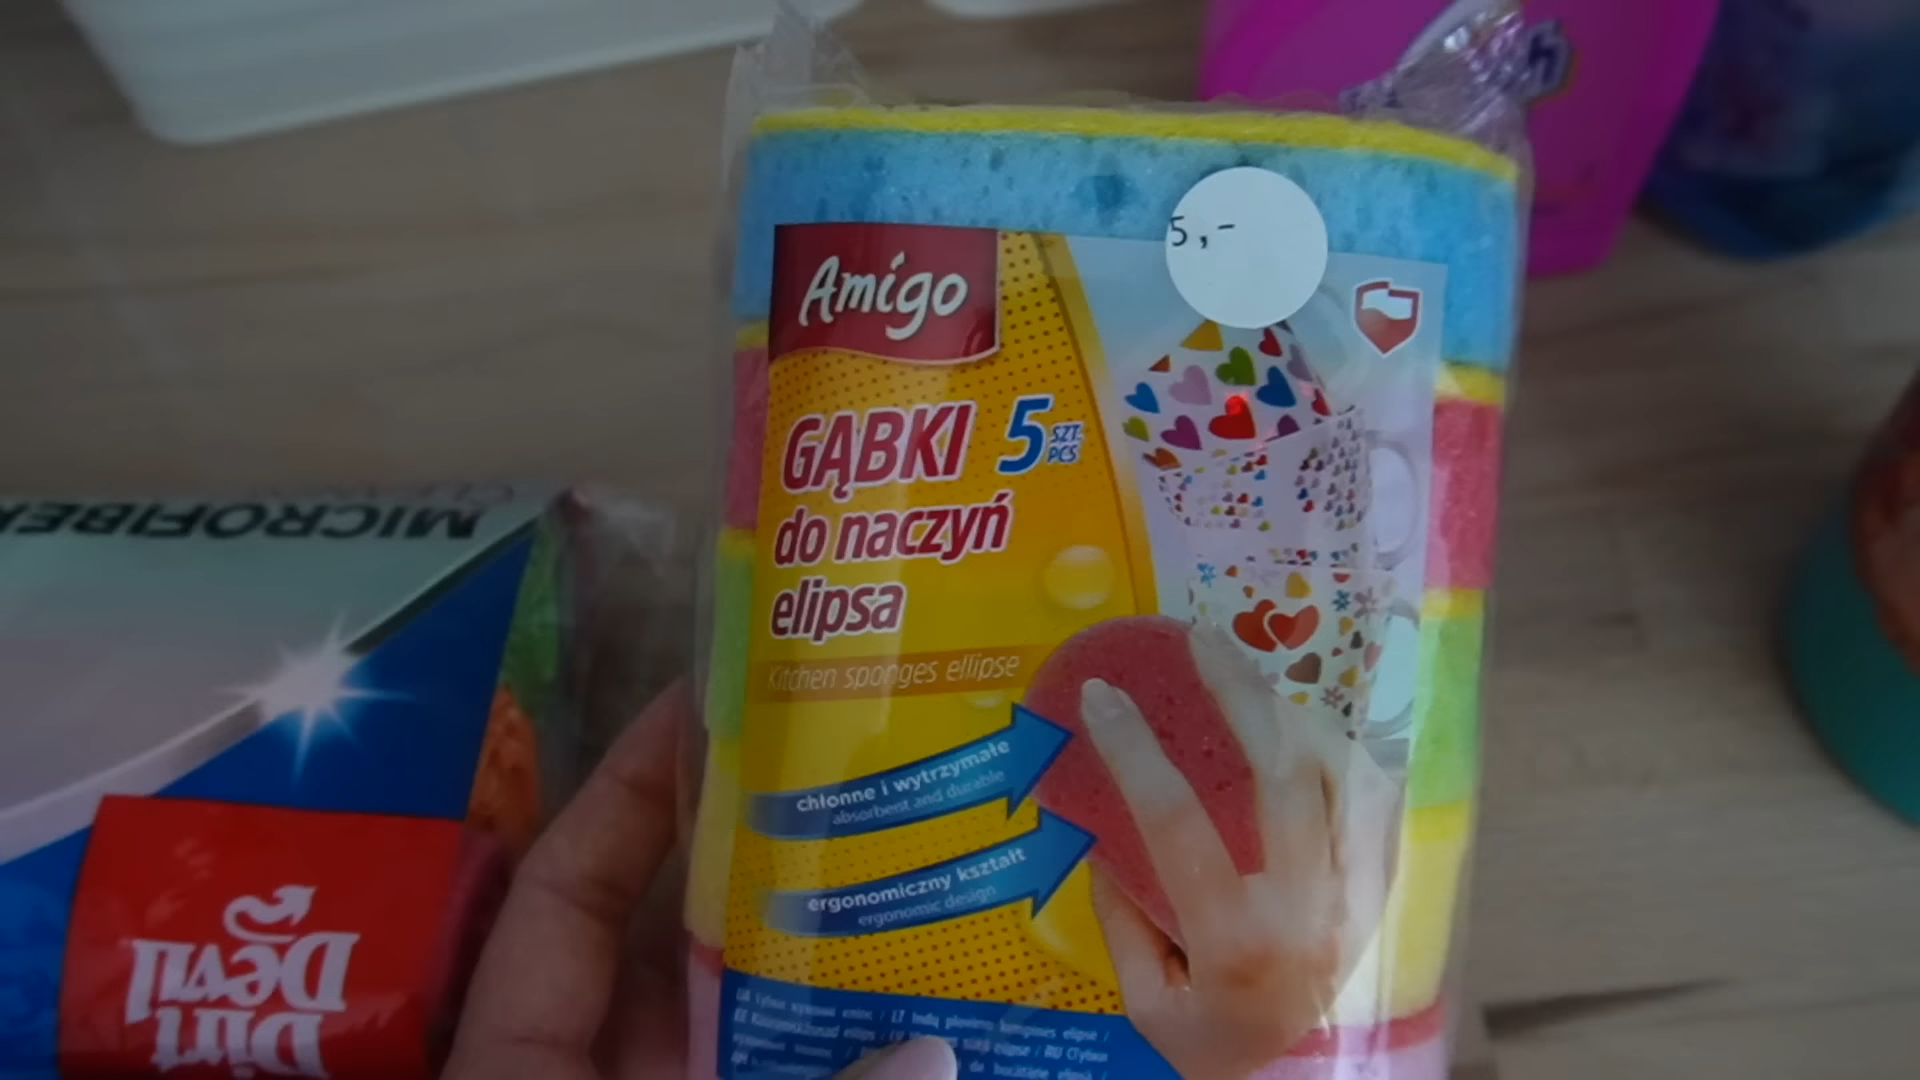 5,-
Amigo
GĄBKI 5 SZT.
PCS
do naczyń
elipsa
Kitchen sponges ellipse
chłonne i wytrzymałe
absorbent and durable
ergonomiczny kształt
ergonomic design
MICROFIBER
Dirt
Devil